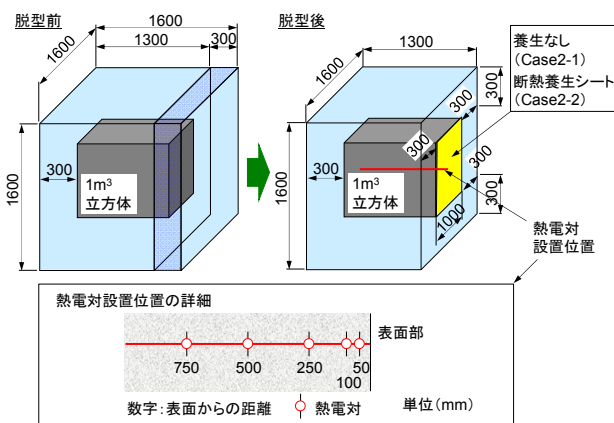 脱型前
1600
1300
300
1600
1600
300
1m³
立方体
脱型後
1300
1600
300
300
300
300
300
300
1600
1000
1m³
立方体
養生なし
(Case2-1)
断熱養生シート
(Case2-2)
熱電対
設置位置
熱電対設置位置の詳細
表面部
750
500
250
100
50
数字:表面からの距離
熱電対
単位(mm)